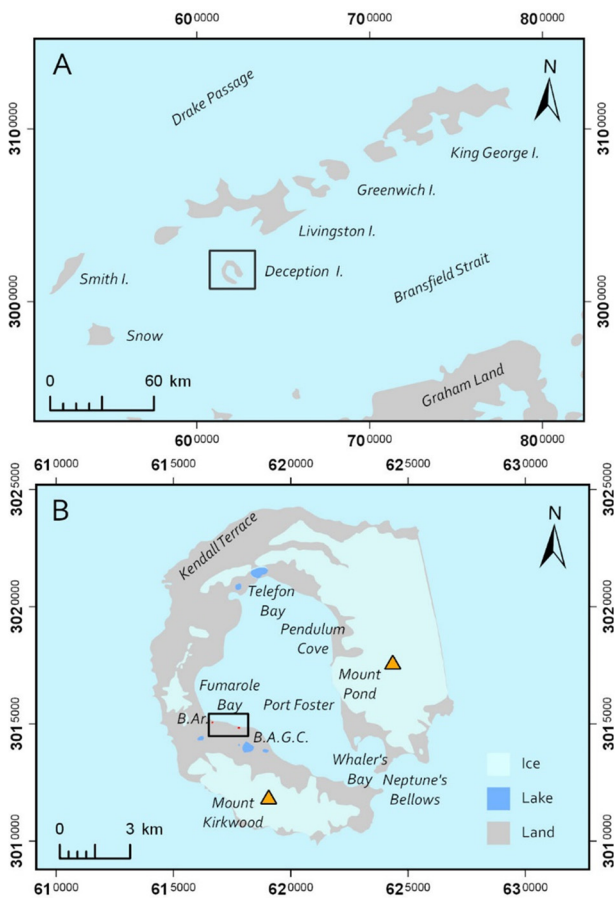 600000 700000 800000
A
N
Drake Passage
3100000
3100000
King George I.
Greenwich I.
Livingston I.
Deception I.
Bransfield Strait
Smith I.
3000000
3000000
Snow
0 60 km
Graham Land
600000 700000 800000
610000 615000 620000 625000 630000
3025000
3025000
B
N
Kendall Terrace
Telefon
Bay
3020000
3020000
Pendulum
Cove
Mount
Pond
Fumarole
Bay
Port Foster
B.Ar.
3015000
3015000
B.A.G.C.
Whaler's
Bay
Neptune's
Bellows
Ice
Lake
Land
Mount
Kirkwood
0 3 km
3010000
3010000
610000 615000 620000 625000 630000